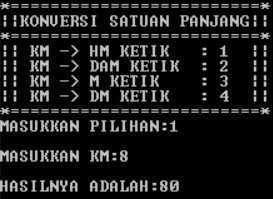 *=============================*
||KONVERSI SATUAN PANJANG||
*=============================*
|| KM -> HM KETIK : 1 ||
|| KM -> DAM KETIK : 2 ||
|| KM -> M KETIK : 3 ||
|| KM -> DM KETIK : 4 ||
*=============================*
MASUKKAN PILIHAN:1
MASUKKAN KM:8
HASILNYA ADALAH:80